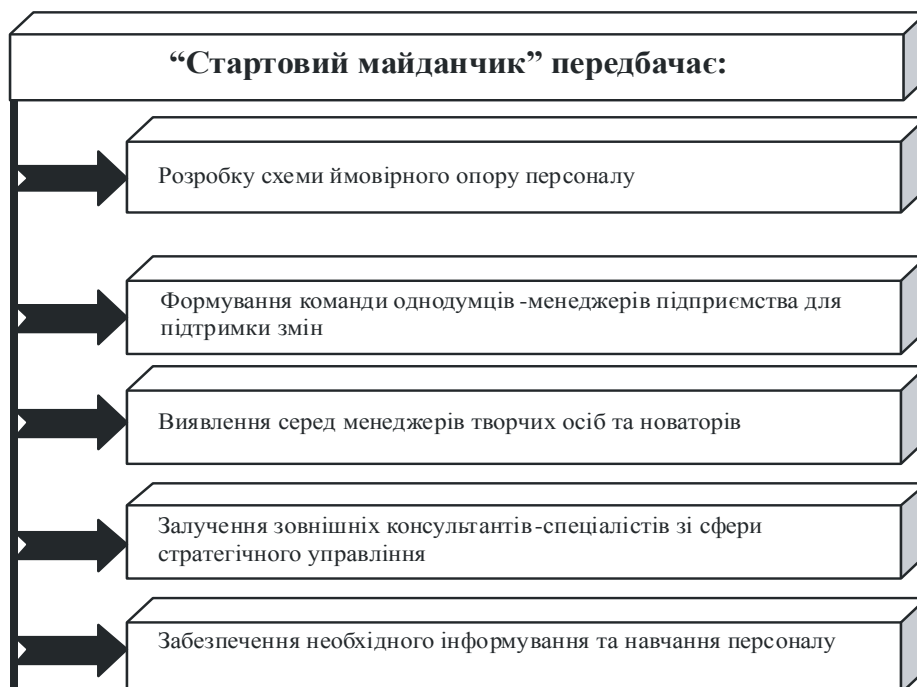 “Стартовий майданчик” передбачає:
Розробку схеми ймовірного опору персоналу
Формування команди однодумців -менеджерів підприємства для
підтримки змін
Виявлення серед менеджерів творчих осіб та новаторів
Залучення зовнішніх консультантів-спеціалістів зі сфери
стратегічного управління
Забезпечення необхідного інформування та навчання персоналу